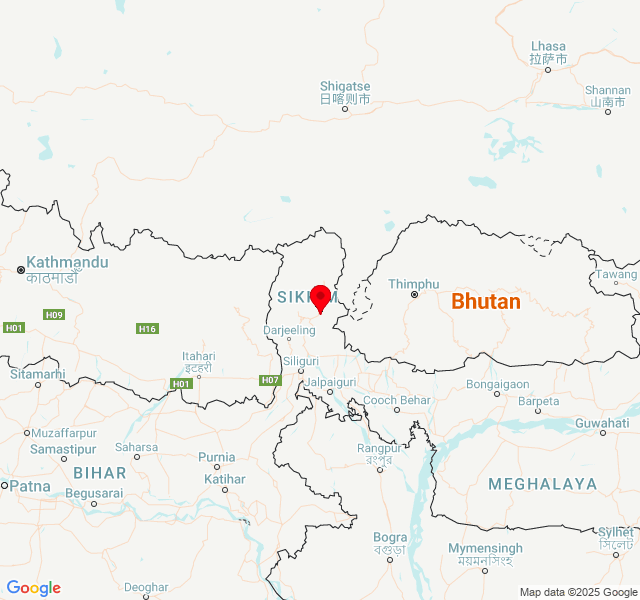 Lhasa
拉萨市
Shigatse
日喀则市
Shannan
山南市
Kathmandu
काठमाडौँ
Tawang
तवांग
Thimphu
Bhutan
SIKKIM
H09
H01
H16
Darjeeling
Itahari
इटहरी
Siliguri
Sitamarhi
H01
H07
Jalpaiguri
Bongaigaon
Cooch Behar
Barpeta
Guwahati
Muzaffarpur
Saharsa
Samastipur
Rangpur
রংপুর
Purnia
BIHAR
Katihar
Patna
MEGHALAYA
Begusarai
Sylhet
সিলেট
Bogra
বগুড়া
Mymensingh
ময়মনসিংহ
Deoghar
Google
Map data ©2025 Google